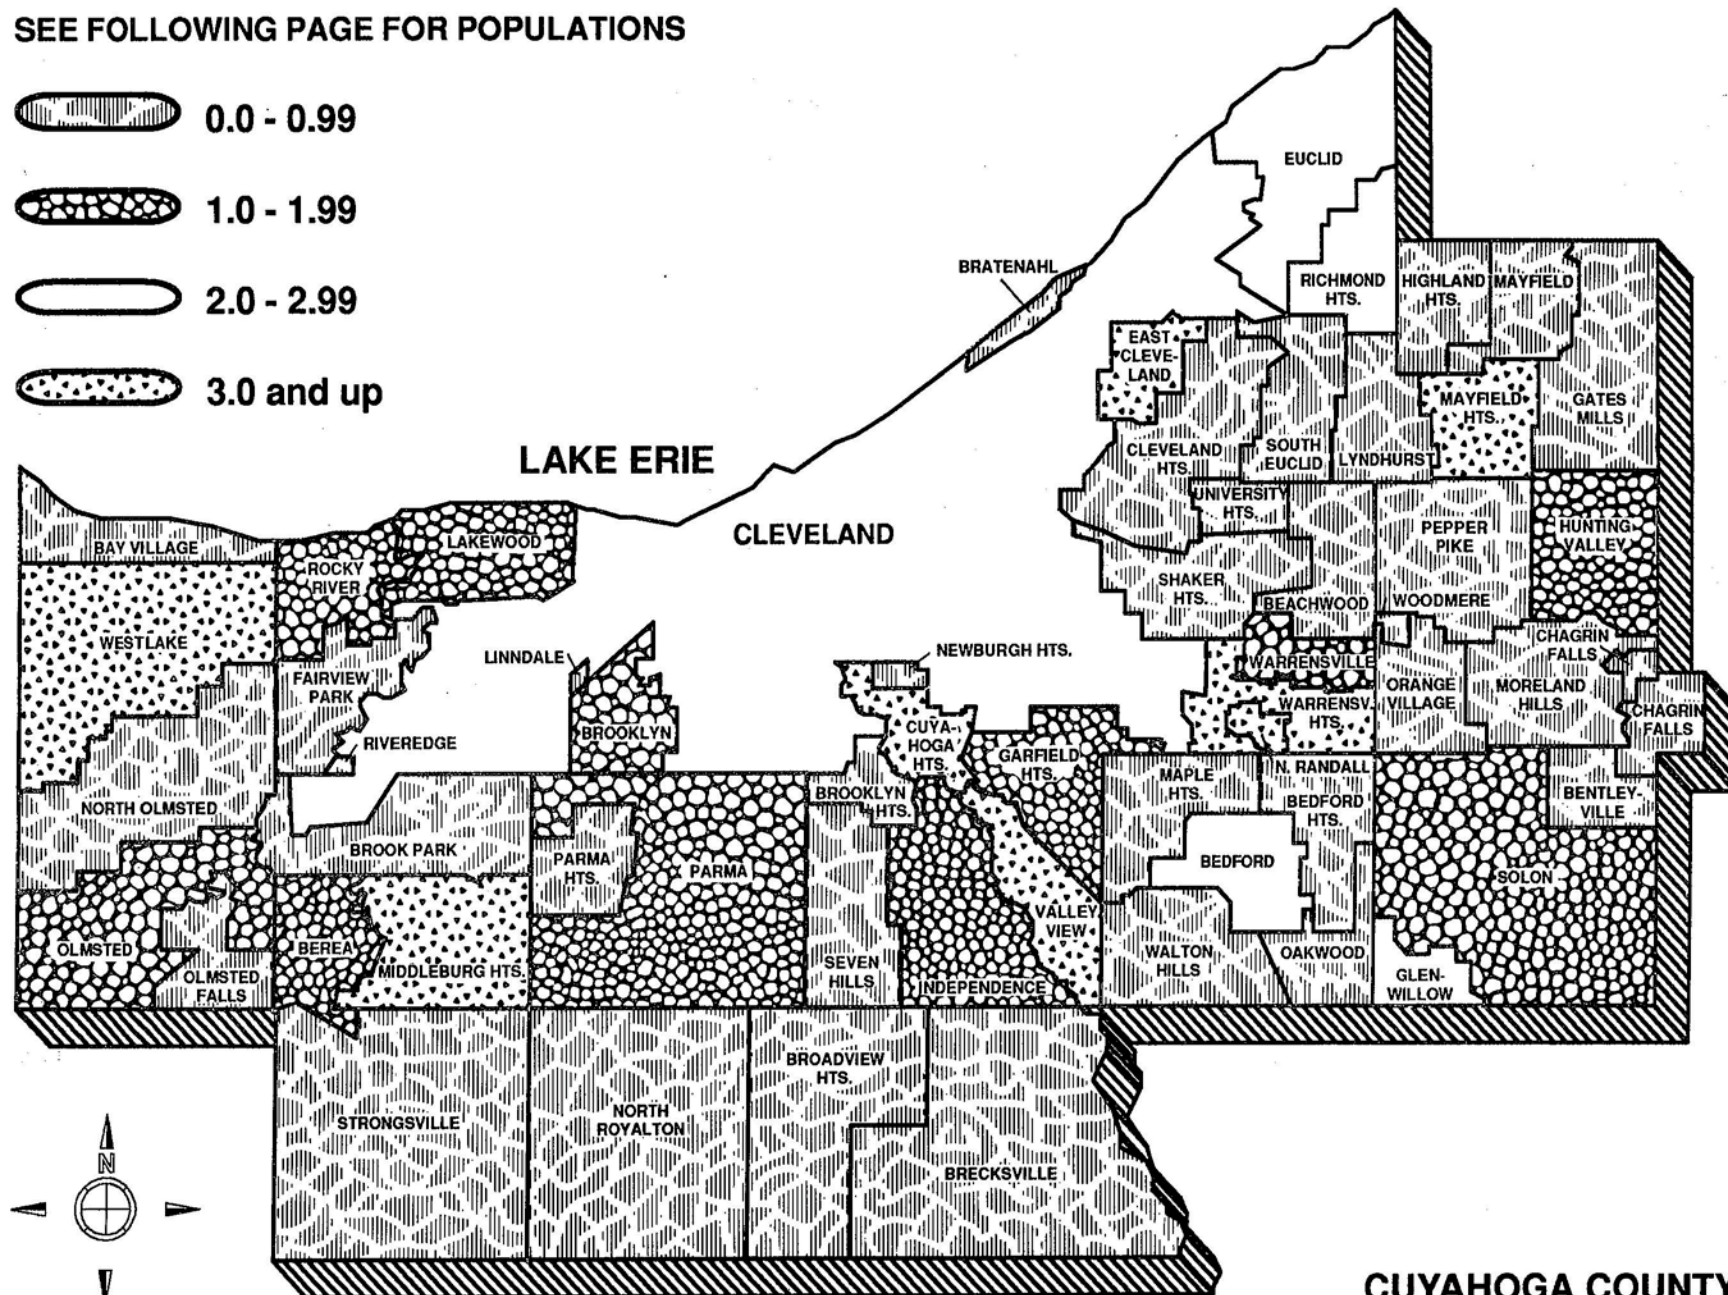 SEE FOLLOWING PAGE FOR POPULATIONS
0.0 - 0.99
1.0 - 1.99
2.0 - 2.99
3.0 and up
LAKE ERIE
CLEVELAND
EUCLID
BRATENAHL
RICHMOND
HTS.
HIGHLAND
HTS.
MAYFIELD
EAST
CLEVE-
LAND
MAYFIELD
HTS.
GATES
MILLS
CLEVELAND
HTS.
SOUTH
EUCLID
LYNDHURST
UNIVERSITY
HTS.
PEPPER
PIKE
HUNTING
VALLEY
BAY VILLAGE
ROCKY
RIVER
LAKEWOOD
SHAKER
HTS.
BEACHWOOD
WOODMERE
WESTLAKE
LINNDALE
FAIRVIEW
PARK
NEWBURGH HTS.
WARRENSVILLE
CHAGRIN
FALLS
ORANGE
VILLAGE
MORELAND
HILLS
WARRENSV.
HTS.
CHAGRIN
FALLS
RIVEREDGE
BROOKLYN
CUYA-
HOGA
HTS.
GARFIELD
HTS.
MAPLE
HTS.
N. RANDALL
BEDFORD
HTS.
BENTLEY-
VILLE
NORTH OLMSTED
BROOKLYN
HTS.
BROOK PARK
PARMA
HTS.
PARMA
BEDFORD
SOLON
OLMSTED
BEREA
VALLEY
VIEW
MIDDLEBURG HTS.
SEVEN
HILLS
WALTON
HILLS
OAKWOOD
OLMSTED
FALLS
INDEPENDENCE
GLEN-
WILLOW
BROADVIEW
HTS.
STRONGSVILLE
NORTH
ROYALTON
BRECKSVILLE
N
CUYAHOGA COUNTY